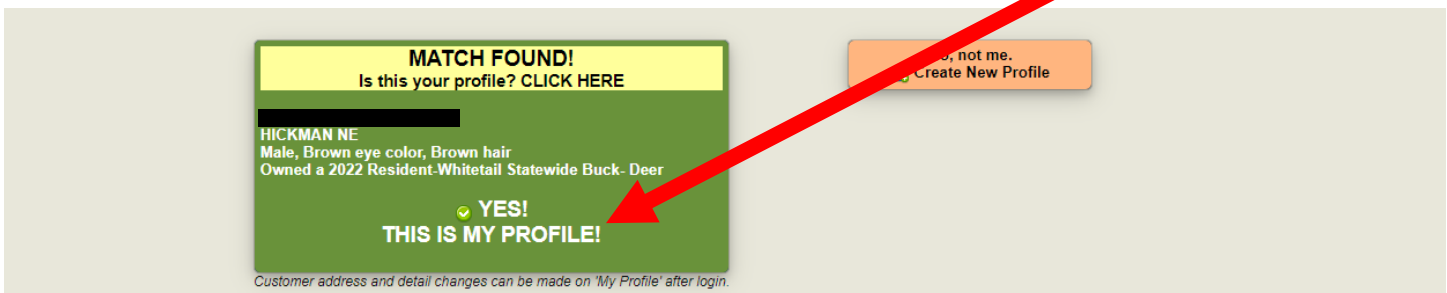 MATCH FOUND!
Is this your profile? CLICK HERE
HICKMAN NE
Male, Brown eye color, Brown hair
Owned a 2022 Resident-Whitetail Statewide Buck- Deer
YES!
THIS IS MY PROFILE!
Customer address and detail changes can be made on 'My Profile' after login.
not me.
Create New Profile